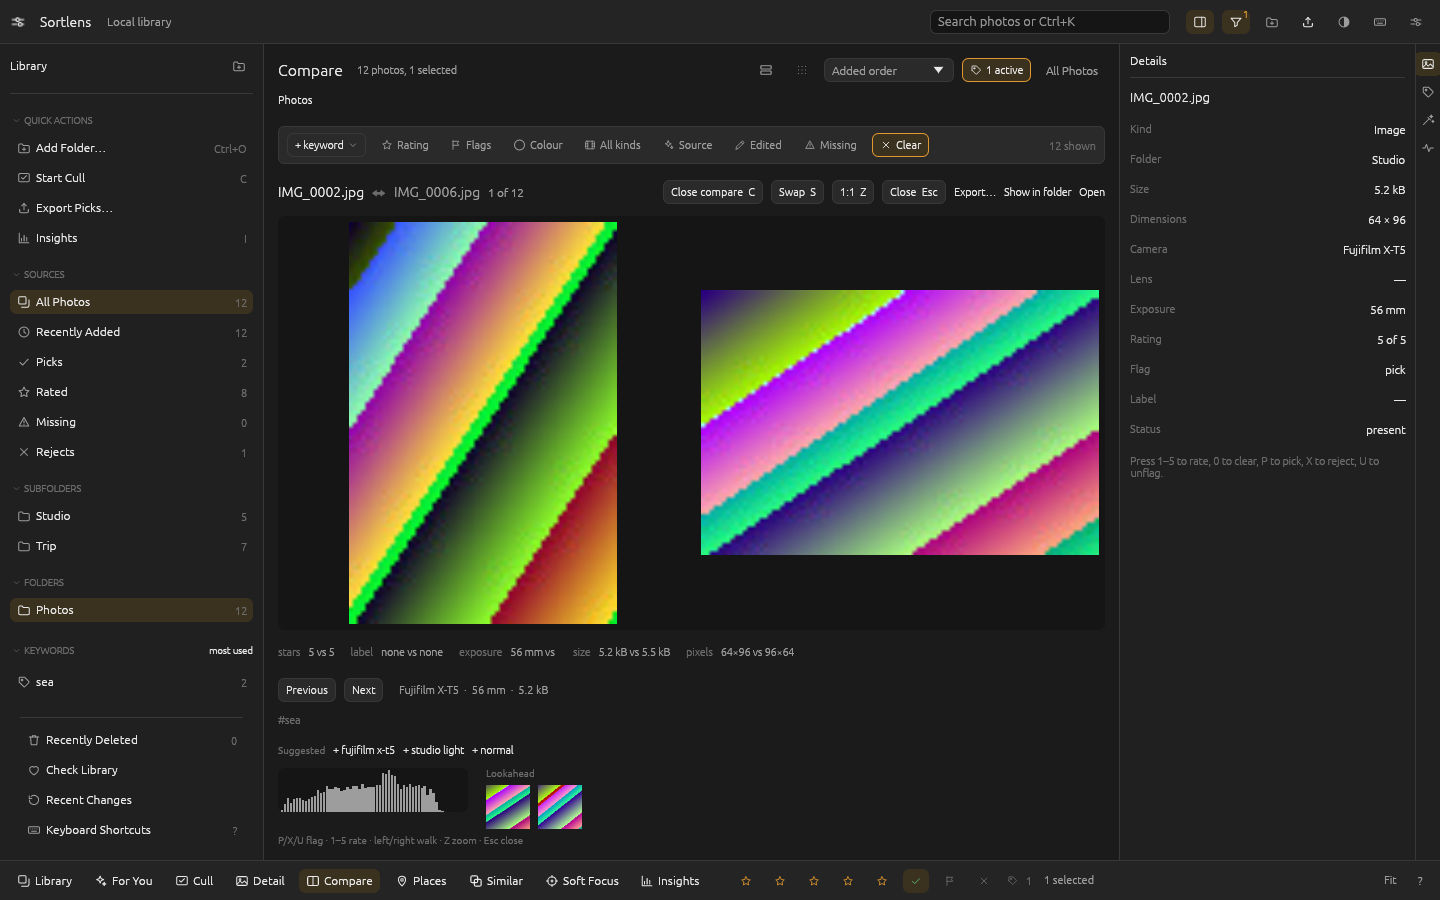 Sortlens Local library Search photos or Ctrl+K
Library
QUICK ACTIONS
Add Folder... Ctrl+O
Start Cull C
Export Picks...
Insights I
SOURCES
All Photos 12
Recently Added 12
Picks 2
Rated 8
Missing 0
Rejects 1
SUBFOLDERS
Studio 5
Trip 7
FOLDERS
Photos 12
KEYWORDS most used
sea 2
Recently Deleted 0
Check Library
Recent Changes
Keyboard Shortcuts ?
Compare 12 photos, 1 selected Added order 1 active All Photos
Photos
+ keyword Rating Flags Colour All kinds Source Edited Missing Clear 12 shown
IMG_0002.jpg IMG_0006.jpg 1 of 12 Close compare C Swap S 1:1 Z Close Esc Export... Show in folder Open
stars 5 vs 5 label none vs none exposure 56 mm vs size 5.2 kB vs 5.5 kB pixels 64×96 vs 96×64
Previous Next Fujifilm X-T5 · 56 mm · 5.2 kB
#sea
Suggested + fujifilm x-t5 + studio light + normal
Lookahead
P/X/U flag · 1–5 rate · left/right walk · Z zoom · Esc close
Details
IMG_0002.jpg
Kind Image
Folder Studio
Size 5.2 kB
Dimensions 64 × 96
Camera Fujifilm X-T5
Lens —
Exposure 56 mm
Rating 5 of 5
Flag pick
Label —
Status present
Press 1–5 to rate, 0 to clear, P to pick, X to reject, U to
unflag.
Library For You Cull Detail Compare Places Similar Soft Focus Insights 1 1 selected Fit ?